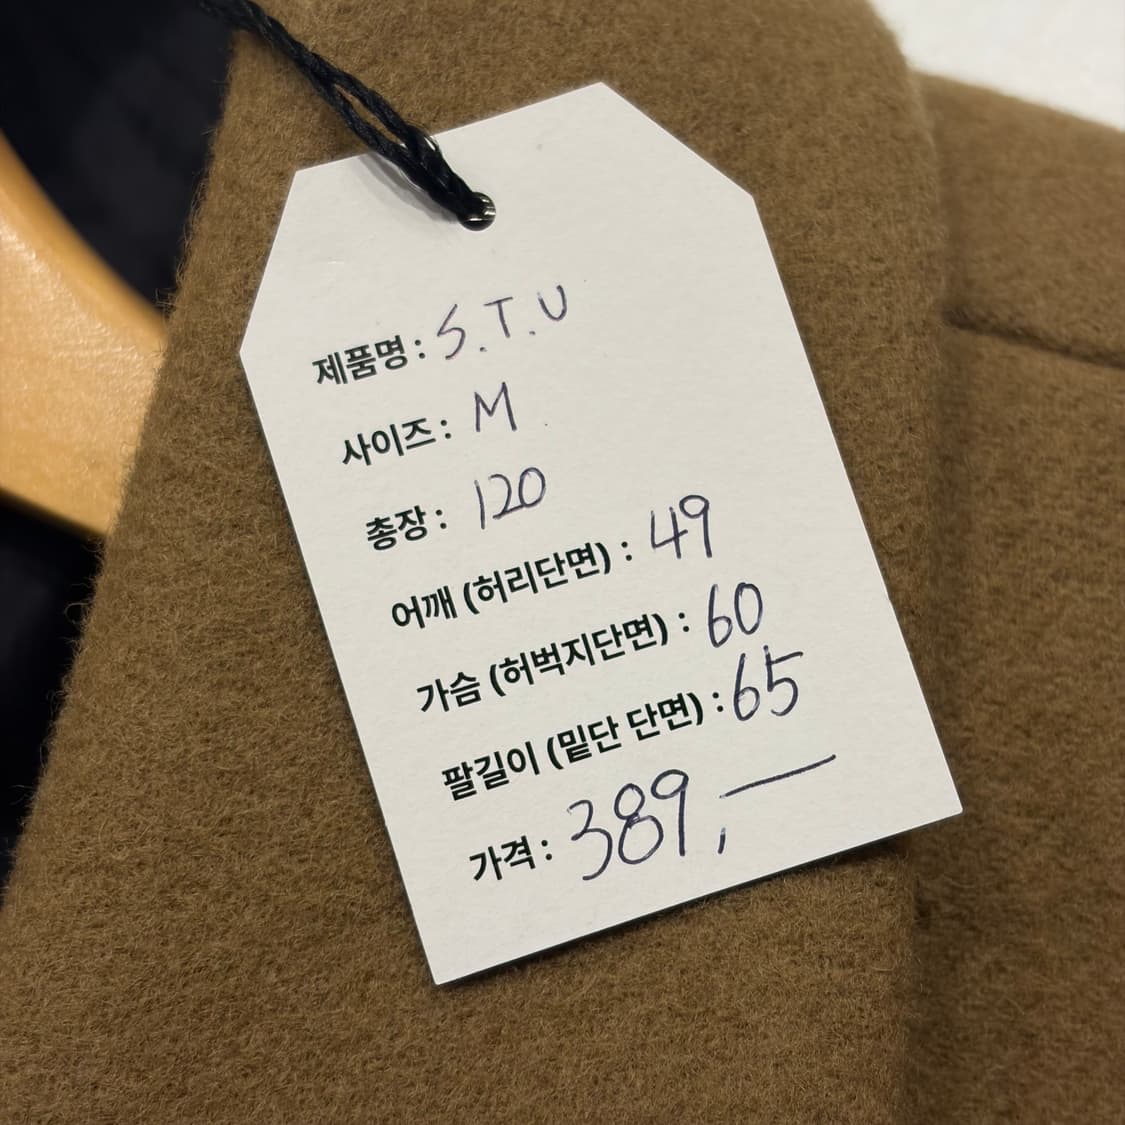 제품명 : S.T.U
사이즈 : M
총장 : 120
어깨 (허리단면) : 49
가슴 (허벅지단면) : 60
팔길이 (밑단 단면) : 65
가격 : 389,—